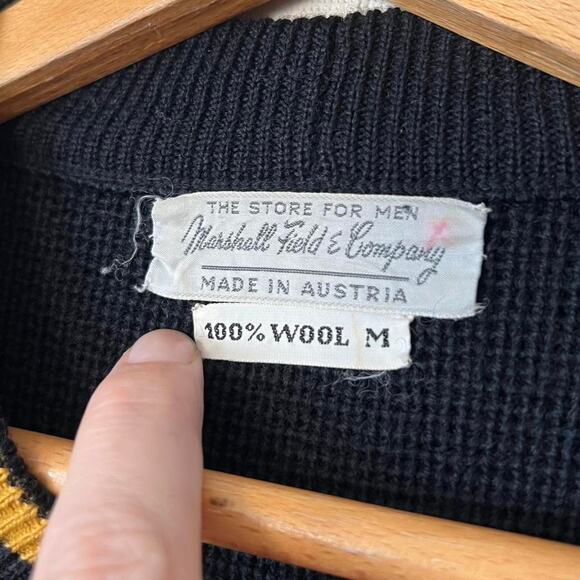 THE STORE FOR MEN
Marshall Field & Company
MADE IN AUSTRIA
100% WOOL M